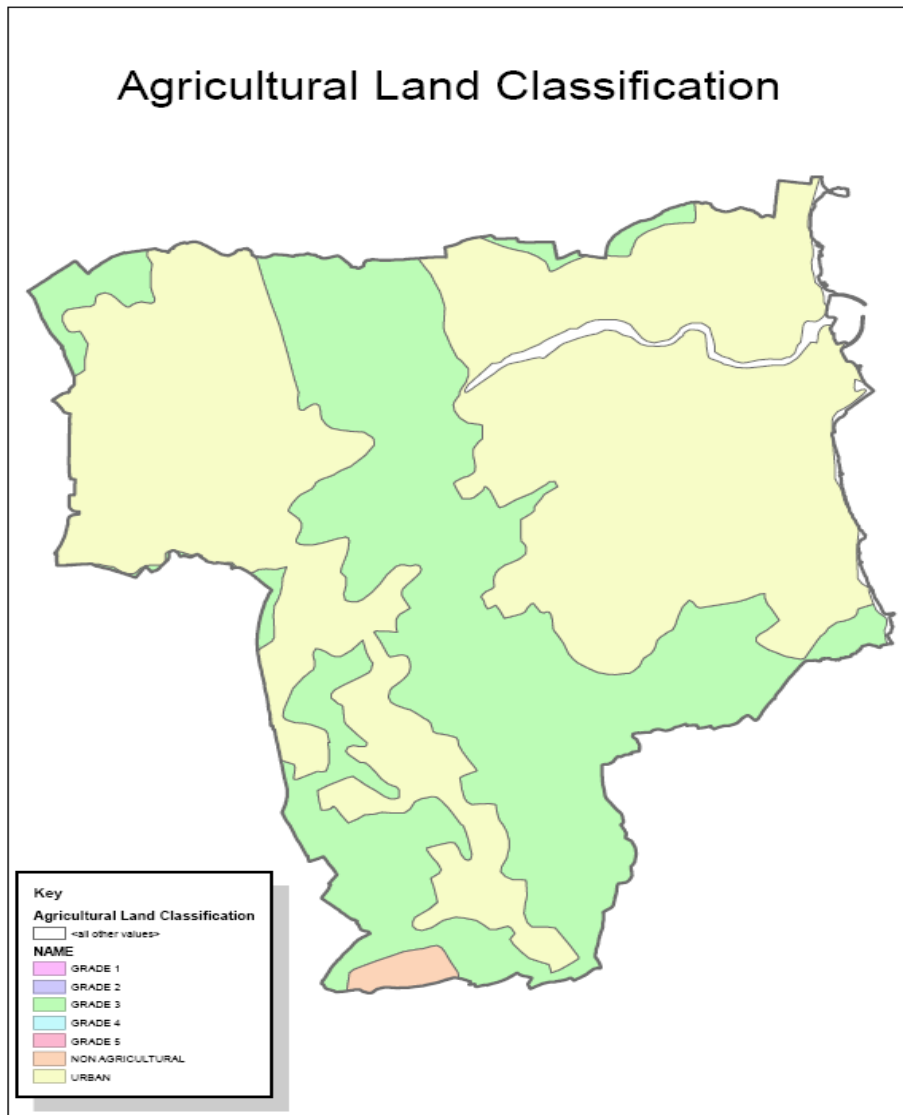 Agricultural Land Classification
Key
Agricultural Land Classification
<all other values>
NAME
GRADE 1
GRADE 2
GRADE 3
GRADE 4
GRADE 5
NON AGRICULTURAL
URBAN